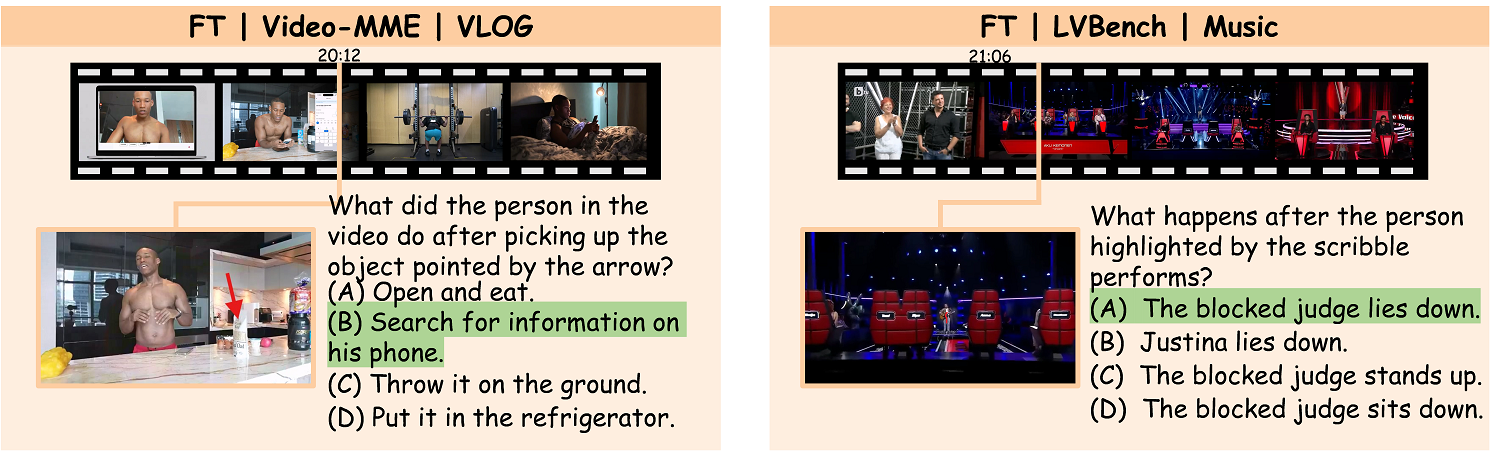 FT | Video-MME | VLOG
20:12
What did the person in the
video do after picking up the
object pointed by the arrow?
(A) Open and eat.
(B) Search for information on
his phone.
(C) Throw it on the ground.
(D) Put it in the refrigerator.
FT | LVBench | Music
21:06
What happens after the person
highlighted by the scribble
performs?
(A) The blocked judge lies down.
(B) Justina lies down.
(C) The blocked judge stands up.
(D) The blocked judge sits down.